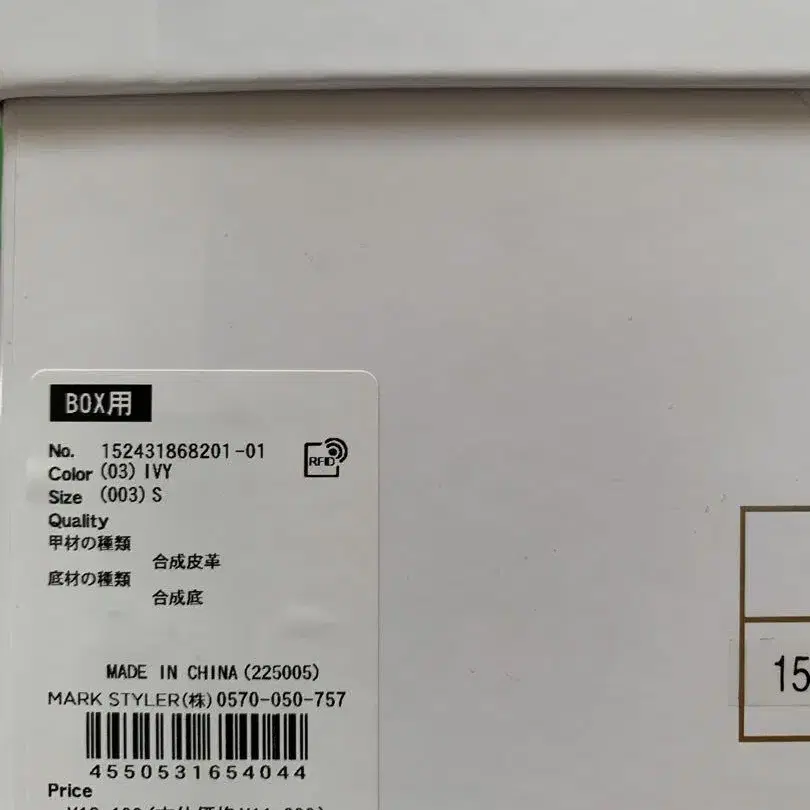 BOX用
No. 152431868201-01
RFID
Color (03) IVY
Size (003) S
Quality
甲材の種類
合成皮革
底材の種類
合成底
MADE IN CHINA (225005)
MARK STYLER(株) 0570-050-757
4550531654044
Price
15